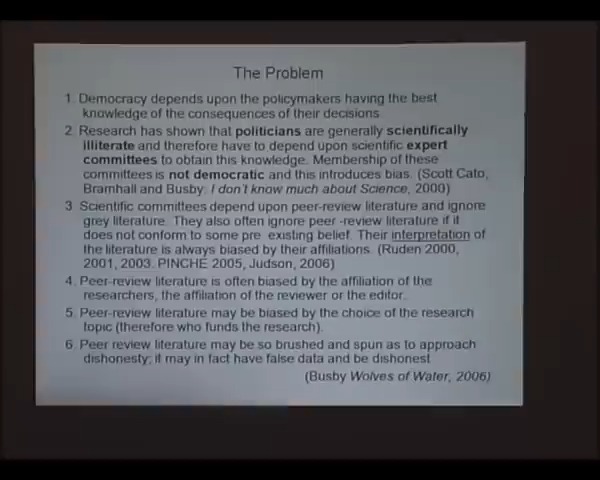 The Problem
1. Democracy depends upon the policymakers having the best
knowledge of the consequences of their decisions
2. Research has shown that politicians are generally scientifically
illiterate and therefore have to depend upon scientific expert
committees to obtain this knowledge. Membership of these
committees is not democratic and this introduces bias. (Scott Cato,
Bramhall and Busby: I don't know much about Science, 2000)
3. Scientific committees depend upon peer-review literature and ignore
grey literature. They also often ignore peer -review literature if it
does not conform to some pre existing belief. Their interpretation of
the literature is always biased by their affiliations. (Ruden 2000,
2001, 2003. PINCHE 2005, Judson, 2006)
4. Peer-review literature is often biased by the affiliation of the
researchers, the affiliation of the reviewer or the editor.
5. Peer-review literature may be biased by the choice of the research
topic (therefore who funds the research).
6. Peer review literature may be so brushed and spun as to approach
dishonesty; it may in fact have false data and be dishonest
(Busby Wolves of Water, 2006)